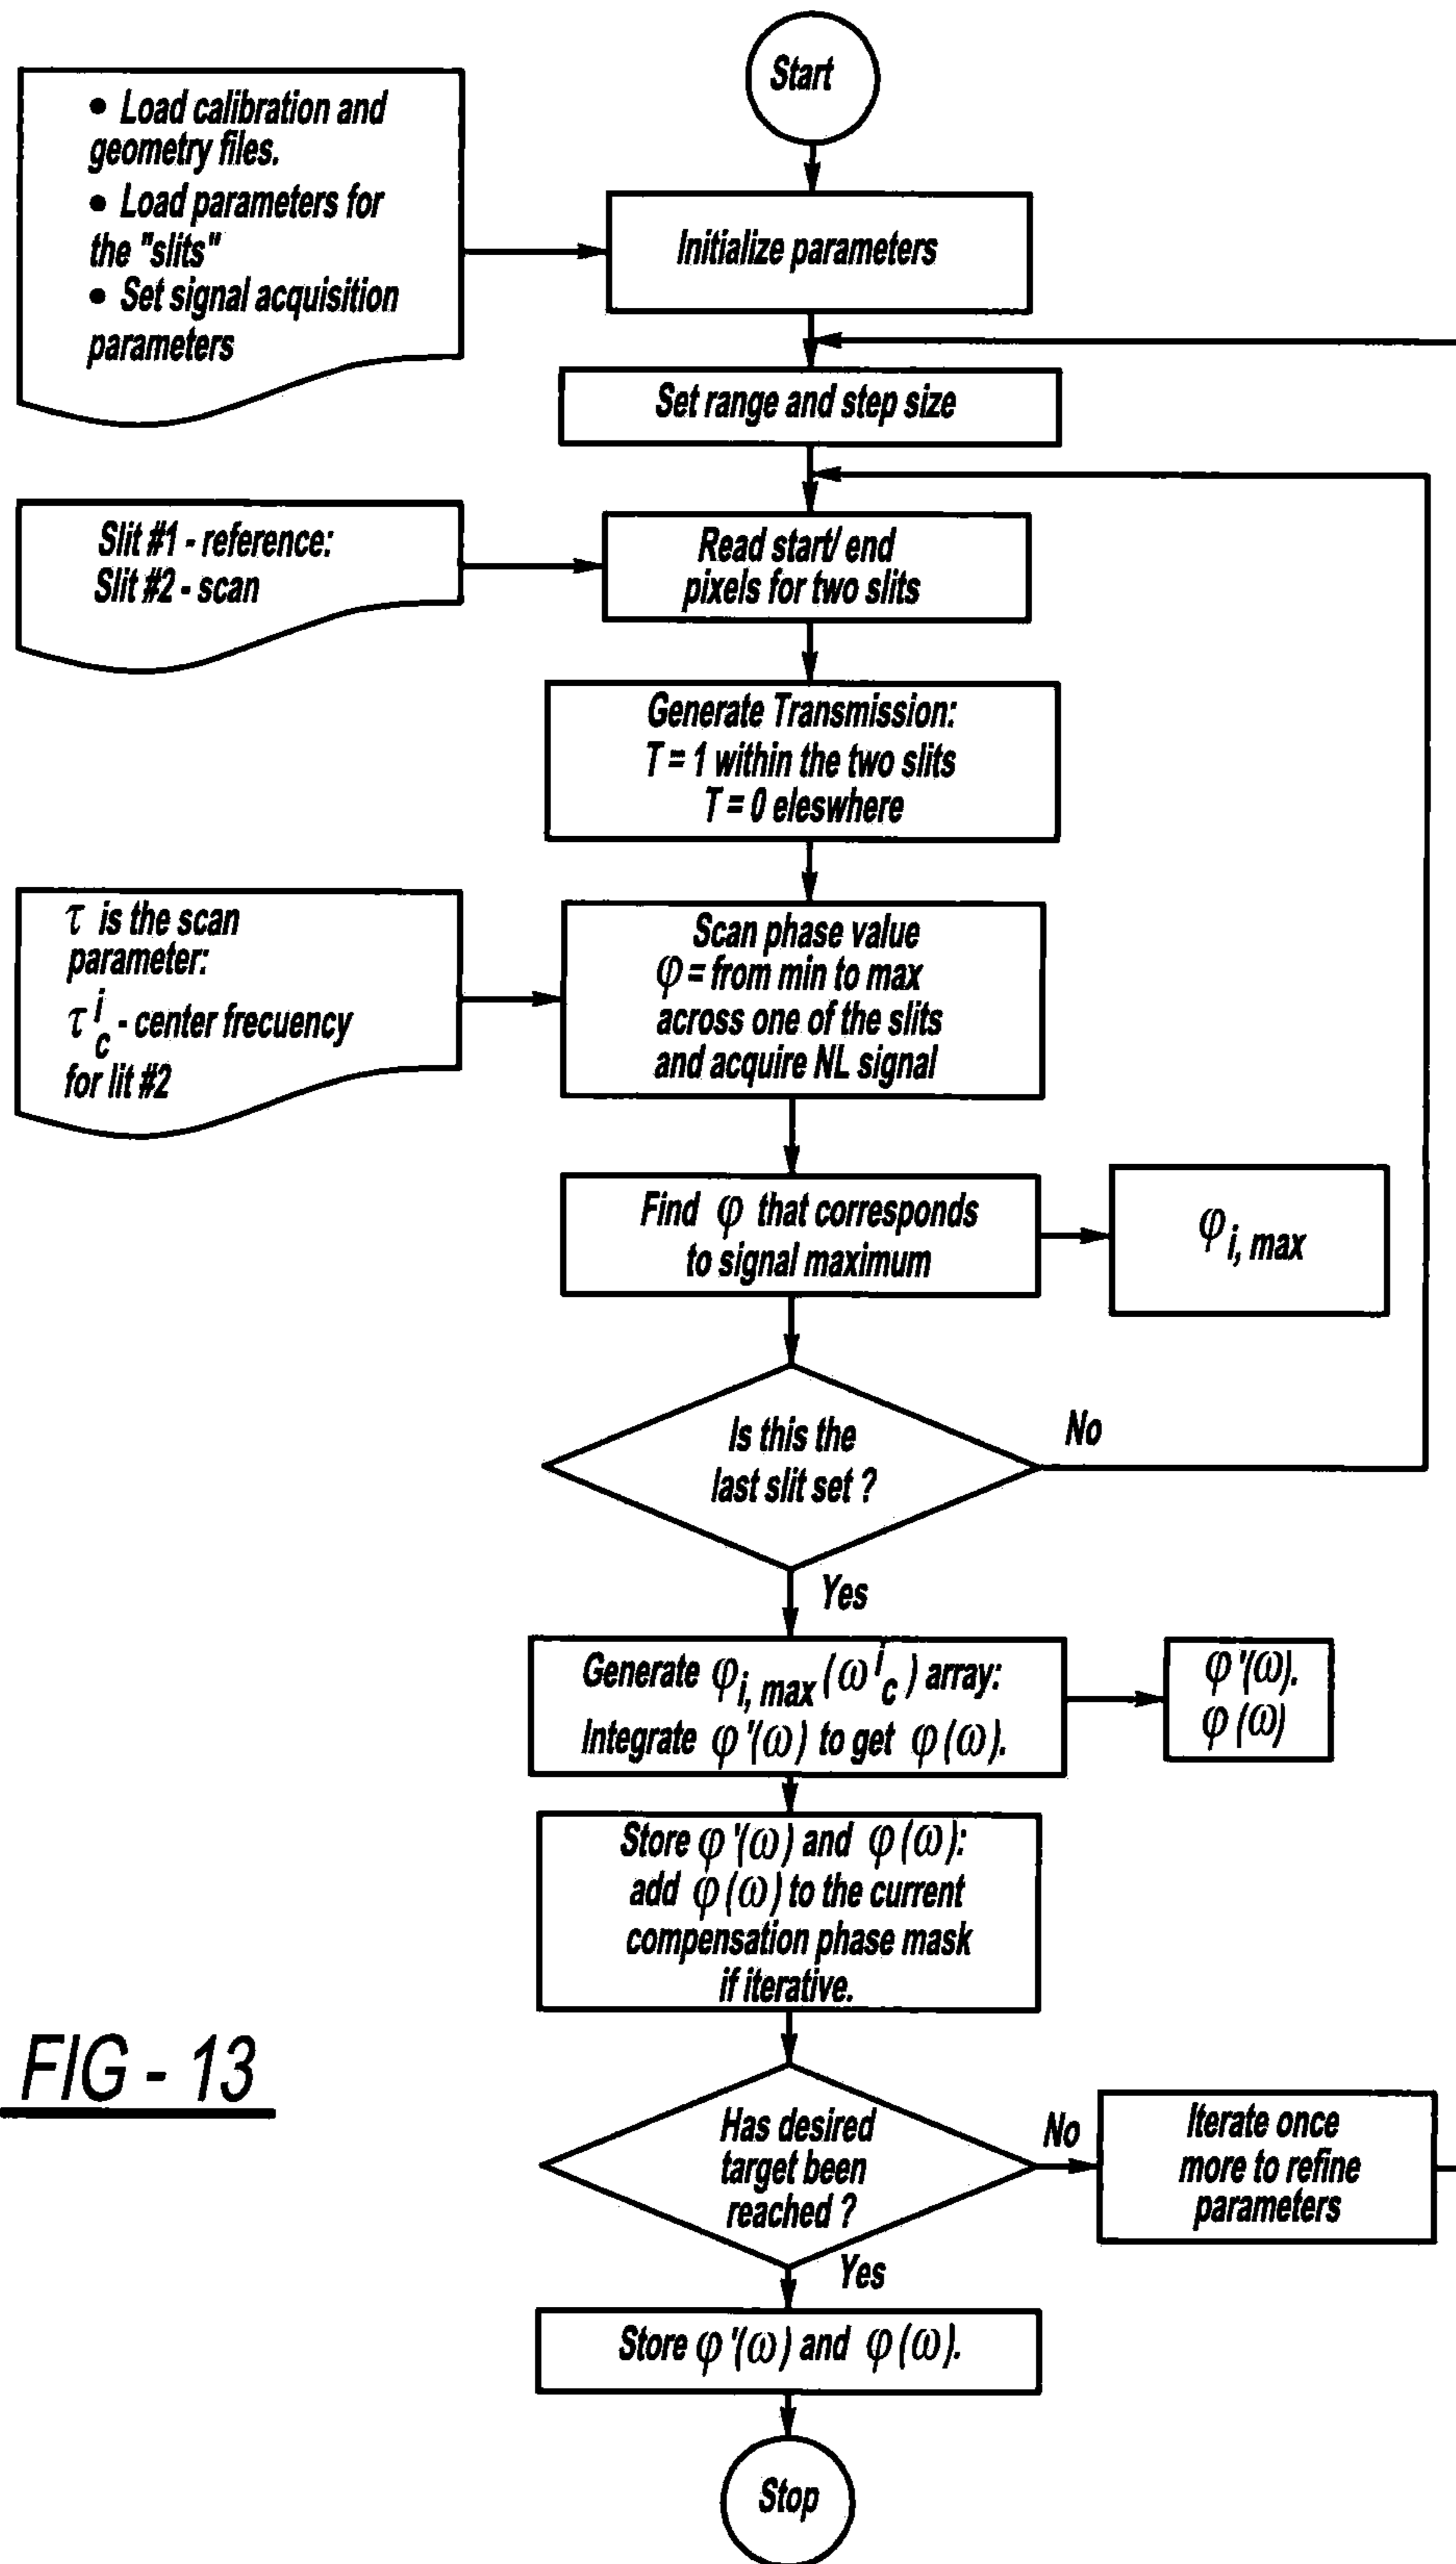 Start
• Load calibration and
geometry files.
• Load parameters for
the "slits"
• Set signal acquisition
parameters
Initialize parameters
Set range and step size
Slit #1 - reference:
Slit #2 - scan
Read start/ end
pixels for two slits
Generate Transmission:
T = 1 within the two slits
T = 0 eleswhere
τ is the scan
parameter:
τ^i_c - center frecuency
for lit #2
Scan phase value
φ = from min to max
across one of the slits
and acquire NL signal
Find φ that corresponds
to signal maximum
φ_i, max
Is this the
last slit set ?
No
Yes
Generate φ_i, max (ω^i_c) array:
Integrate φ'(ω) to get φ(ω).
φ'(ω).
φ(ω)
Store φ'(ω) and φ(ω):
add φ(ω) to the current
compensation phase mask
if iterative.
FIG - 13
Has desired
target been
reached ?
No
Iterate once
more to refine
parameters
Yes
Store φ'(ω) and φ(ω).
Stop